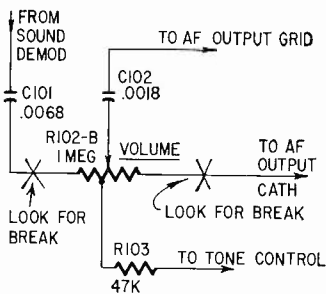 FROM
SOUND
DEMOD
TO AF OUTPUT GRID
C101
.0068
C102
.0018
R102-B
1 MEG
VOLUME
TO AF
OUTPUT
CATH
LOOK FOR
BREAK
LOOK FOR BREAK
R103
47K
TO TONE CONTROL